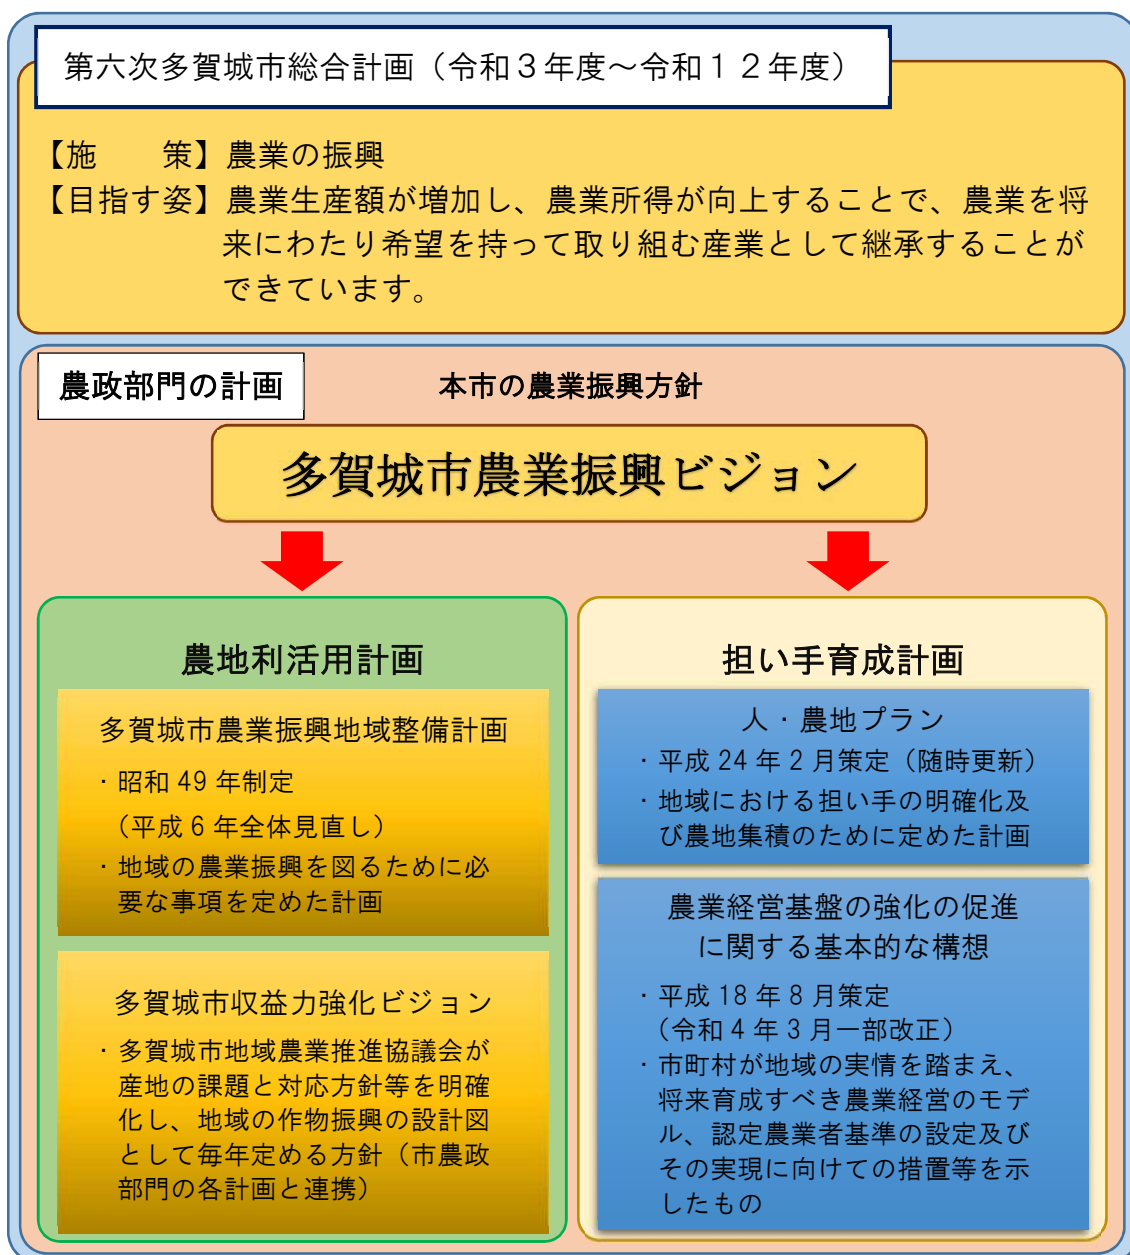 第六次多賀城市総合計画（令和３年度～令和１２年度）
【施　　策】農業の振興
【目指す姿】農業生産額が増加し、農業所得が向上することで、農業を将
来にわたり希望を持って取り組む産業として継承することが
できています。
農政部門の計画
本市の農業振興方針
多賀城市農業振興ビジョン
農地利活用計画
多賀城市農業振興地域整備計画
・昭和 49 年制定
（平成 6 年全体見直し）
・地域の農業振興を図るために必
要な事項を定めた計画
多賀城市収益力強化ビジョン
・多賀城市地域農業推進協議会が
産地の課題と対応方針等を明確
化し、地域の作物振興の設計図
として毎年定める方針（市農政
部門の各計画と連携）
担い手育成計画
人・農地プラン
・平成 24 年 2 月策定（随時更新）
・地域における担い手の明確化及
び農地集積のために定めた計画
農業経営基盤の強化の促進
に関する基本的な構想
・平成 18 年 8 月策定
（令和 4 年 3 月一部改正）
・市町村が地域の実情を踏まえ、
将来育成すべき農業経営のモデ
ル、認定農業者基準の設定及び
その実現に向けての措置等を示
したもの